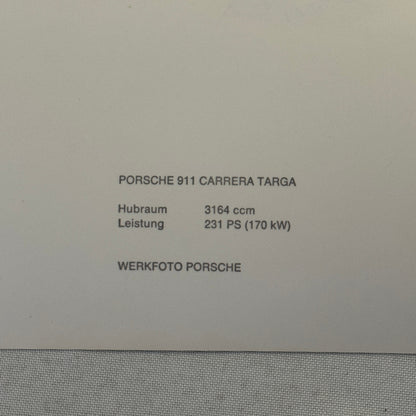 PORSCHE 911 CARRERA TARGA
Hubraum 3164 ccm
Leistung 231 PS (170 kW)
WERKFOTO PORSCHE